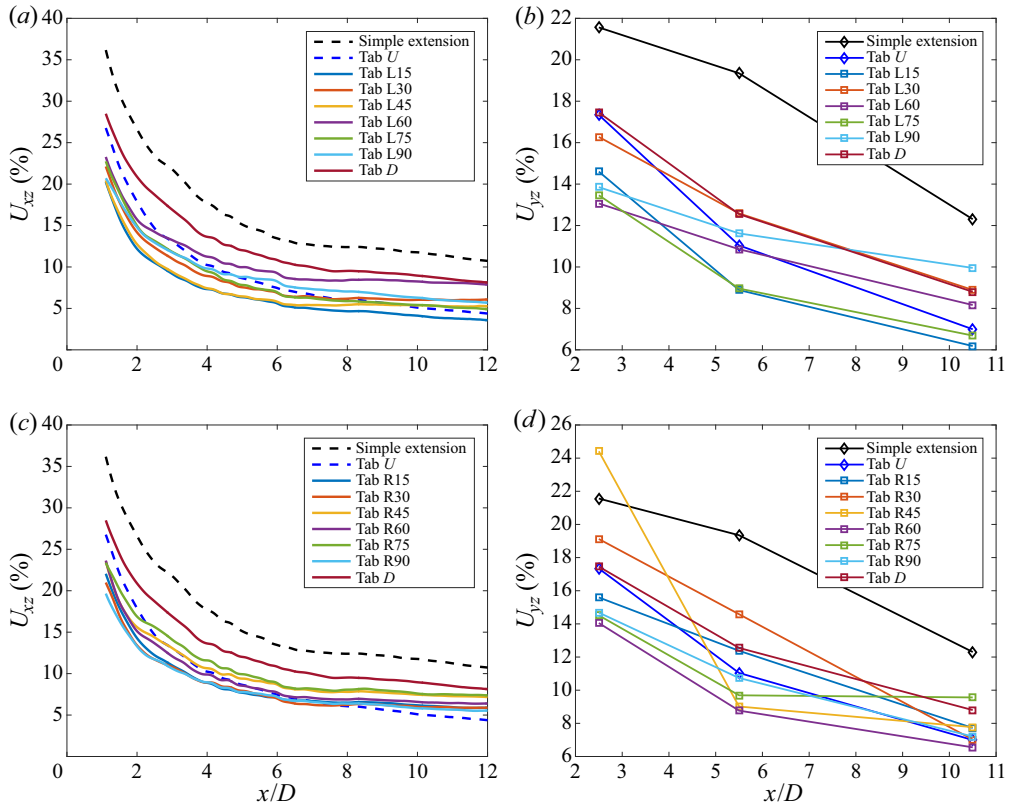 (a)
40
35
30
25
20
15
10
5
0
2
4
6
8
10
12
U_xz (%)
Simple extension
Tab U
Tab L15
Tab L30
Tab L45
Tab L60
Tab L75
Tab L90
Tab D
(b)
22
20
18
16
14
12
10
8
6
2
3
4
5
6
7
8
9
10
11
U_yz (%)
Simple extension
Tab U
Tab L15
Tab L30
Tab L60
Tab L75
Tab L90
Tab D
(c)
40
30
20
10
5
0
2
4
6
8
10
12
U_xz (%)
x/D
Simple extension
Tab U
Tab R15
Tab R30
Tab R45
Tab R60
Tab R75
Tab R90
Tab D
(d)
26
24
22
20
18
16
14
12
10
8
6
2
3
4
5
6
7
8
9
10
11
U_yz (%)
x/D
Simple extension
Tab U
Tab R15
Tab R30
Tab R45
Tab R60
Tab R75
Tab R90
Tab D